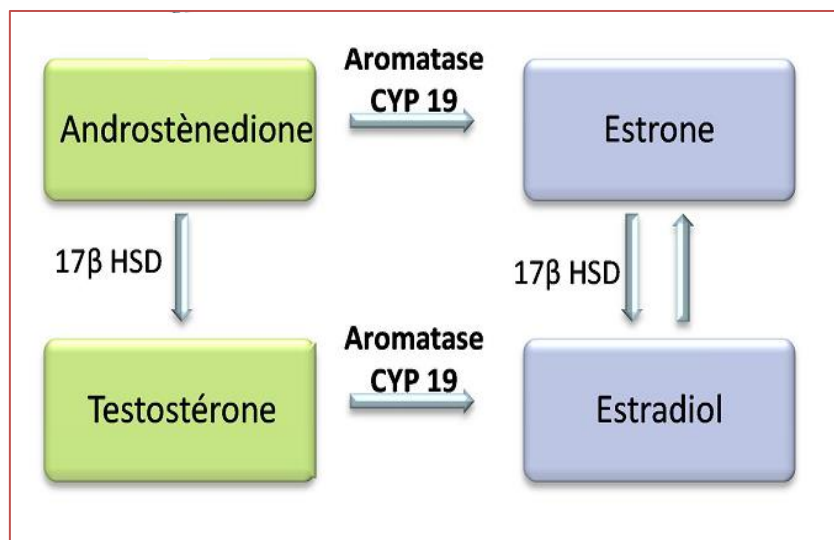 Aromatase
CYP 19
Androstènedione
Estrone
17β HSD
17β HSD
Aromatase
CYP 19
Testostérone
Estradiol